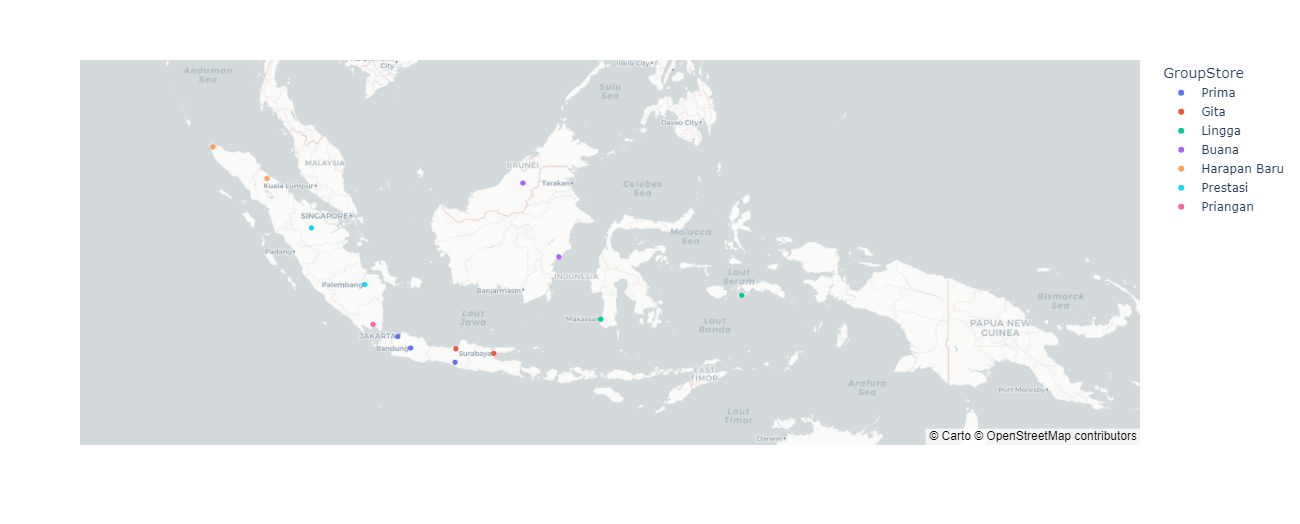 GroupStore
Prima
Gita
Lingga
Buana
Harapan Baru
Prestasi
Priangan
City
Iloilo City
Andaman
Sea
Sulu
Sea
Davao City
MALAYSIA
BRUNEI
Kuala Lumpur
Tarakan
Celebes
Sea
SINGAPORE
Molucca
Sea
Padang
INDONESIA
Laut
Seram
Palembang
Banjarmasin
Bismarck
Sea
Laut
Jawa
Makassar
Laut
Banda
PAPUA NEW
GUINEA
JAKARTA
Bandung
Surabaya
EAST
TIMOR
Arafura
Sea
Port Moresby
Laut
Timor
Darwin
© Carto © OpenStreetMap contributors